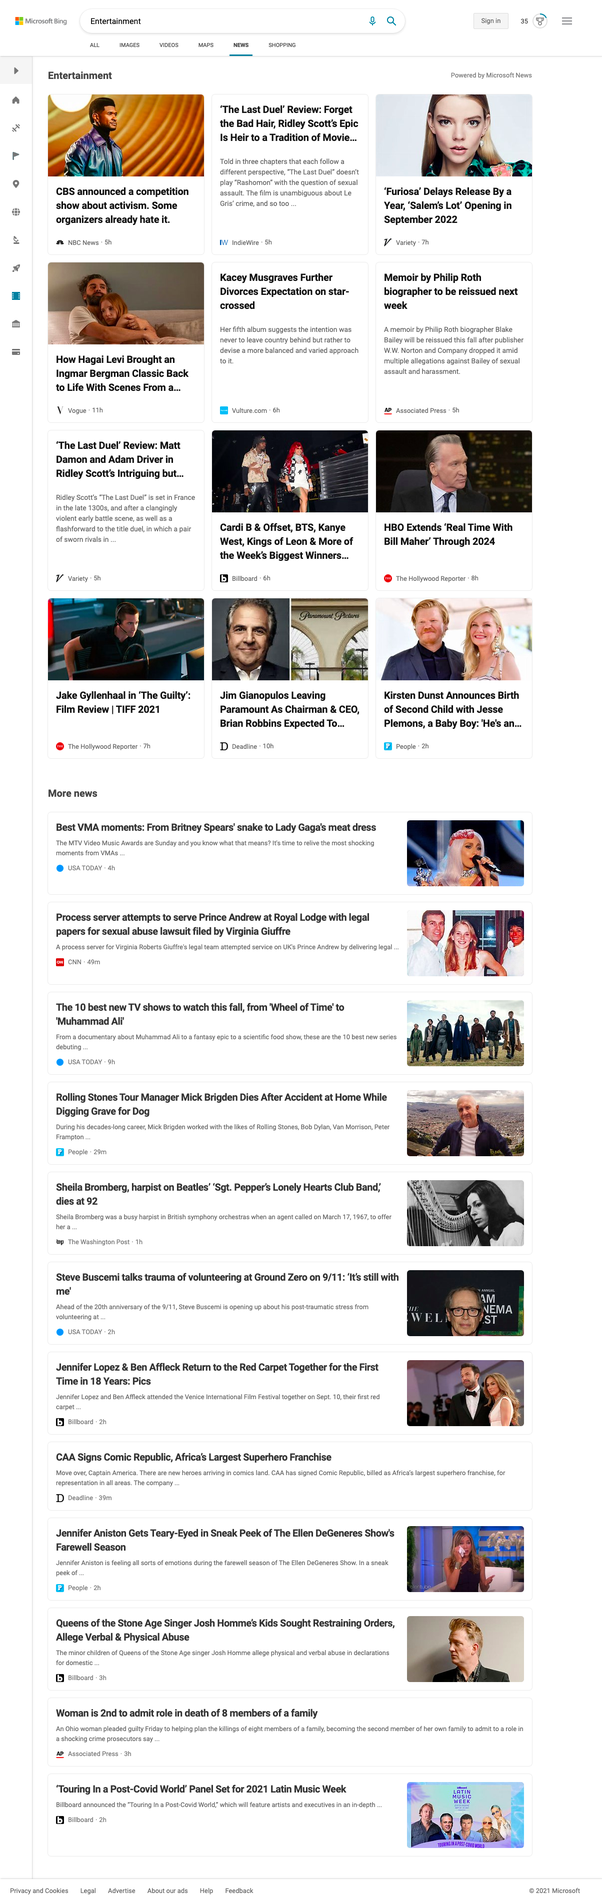 Microsoft Bing
Entertainment
Sign in
35
ALL
IMAGES
VIDEOS
MAPS
NEWS
SHOPPING
Entertainment
Powered by Microsoft News
CBS announced a competition
show about activism. Some
organizers already hate it.
NBC News · 5h
‘The Last Duel’ Review: Forget
the Bad Hair, Ridley Scott’s Epic
Is Heir to a Tradition of Movie…
Told in three chapters that each follow a
different perspective, “The Last Duel” doesn’t
play “Rashomon” with the question of sexual
assault. The film is unambiguous about Le
Gris’ crime, and so too ...
IW
IndieWire · 5h
‘Furiosa’ Delays Release By a
Year, ‘Salem’s Lot’ Opening in
September 2022
Variety · 7h
How Hagai Levi Brought an
Ingmar Bergman Classic Back
to Life With Scenes From a…
Vogue · 11h
Kacey Musgraves Further
Divorces Expectation on star-
crossed
Her fifth album suggests the intention was
never to leave country behind but rather to
devise a more balanced and varied approach
to it.
Vulture.com · 6h
Memoir by Philip Roth
biographer to be reissued next
week
A memoir by Philip Roth biographer Blake
Bailey will be reissued this fall after publisher
W.W. Norton and Company dropped it amid
multiple allegations against Bailey of sexual
assault and harassment.
AP
Associated Press · 5h
‘The Last Duel’ Review: Matt
Damon and Adam Driver in
Ridley Scott’s Intriguing but…
Ridley Scott’s “The Last Duel” is set in France
in the late 1300s, and after a clangingly
violent early battle scene, as well as a
flashforward to the title duel, in which a pair
of sworn rivals in ...
Variety · 5h
Cardi B & Offset, BTS, Kanye
West, Kings of Leon & More of
the Week’s Biggest Winners…
Billboard · 6h
HBO Extends ‘Real Time With
Bill Maher’ Through 2024
The Hollywood Reporter · 8h
Jake Gyllenhaal in ‘The Guilty’:
Film Review | TIFF 2021
The Hollywood Reporter · 7h
Paramount Pictures
Jim Gianopulos Leaving
Paramount As Chairman & CEO,
Brian Robbins Expected To…
Deadline · 10h
Kirsten Dunst Announces Birth
of Second Child with Jesse
Plemons, a Baby Boy: 'He's an…
People · 2h
More news
Best VMA moments: From Britney Spears' snake to Lady Gaga's meat dress
The MTV Video Music Awards are Sunday and you know what that means? It's time to relive the most shocking
moments from VMAs ...
USA TODAY · 4h
Process server attempts to serve Prince Andrew at Royal Lodge with legal
papers for sexual abuse lawsuit filed by Virginia Giuffre
A process server for Virginia Roberts Giuffre's legal team attempted service on UK's Prince Andrew by delivering legal ...
CNN · 49m
The 10 best new TV shows to watch this fall, from 'Wheel of Time' to
'Muhammad Ali'
From a documentary about Muhammad Ali to a fantasy epic to a scientific food show, these are the 10 best new series
debuting ...
USA TODAY · 9h
Rolling Stones Tour Manager Mick Brigden Dies After Accident at Home While
Digging Grave for Dog
During his decades-long career, Mick Brigden worked with the likes of Rolling Stones, Bob Dylan, Van Morrison, Peter
Frampton ...
People · 29m
Sheila Bromberg, harpist on Beatles’ ‘Sgt. Pepper’s Lonely Hearts Club Band,’
dies at 92
Sheila Bromberg was a busy harpist in British symphony orchestras when an agent called on March 17, 1967, to offer
her a ...
wp
The Washington Post · 1h
Steve Buscemi talks trauma of volunteering at Ground Zero on 9/11: 'It's still with
me'
Ahead of the 20th anniversary of the 9/11, Steve Buscemi is opening up about his post-traumatic stress from
volunteering at ...
USA TODAY · 2h
Jennifer Lopez & Ben Affleck Return to the Red Carpet Together for the First
Time in 18 Years: Pics
Jennifer Lopez and Ben Affleck attended the Venice International Film Festival together on Sept. 10, their first red
carpet ...
Billboard · 2h
CAA Signs Comic Republic, Africa’s Largest Superhero Franchise
Move over, Captain America. There are new heroes arriving in comics land. CAA has signed Comic Republic, billed as Africa’s largest superhero franchise, for
representation in all areas. The company ...
Deadline · 39m
Jennifer Aniston Gets Teary-Eyed in Sneak Peek of The Ellen DeGeneres Show's
Farewell Season
Jennifer Aniston is feeling all sorts of emotions during the farewell season of The Ellen DeGeneres Show. In a sneak
peek of ...
People · 2h
Queens of the Stone Age Singer Josh Homme’s Kids Sought Restraining Orders,
Allege Verbal & Physical Abuse
The minor children of Queens of the Stone Age singer Josh Homme allege physical and verbal abuse in declarations
for domestic ...
Billboard · 3h
Woman is 2nd to admit role in death of 8 members of a family
An Ohio woman pleaded guilty Friday to helping plan the killings of eight members of a family, becoming the second member of her own family to admit to a role in
a shocking crime prosecutors say ...
AP
Associated Press · 3h
‘Touring In a Post-Covid World’ Panel Set for 2021 Latin Music Week
Billboard announced the “Touring In a Post-Covid World,” which will feature artists and executives in an in-depth ...
Billboard · 2h
LATIN
MUSIC
WEEK
Privacy and Cookies
Legal
Advertise
About our ads
Help
Feedback
© 2021 Microsoft